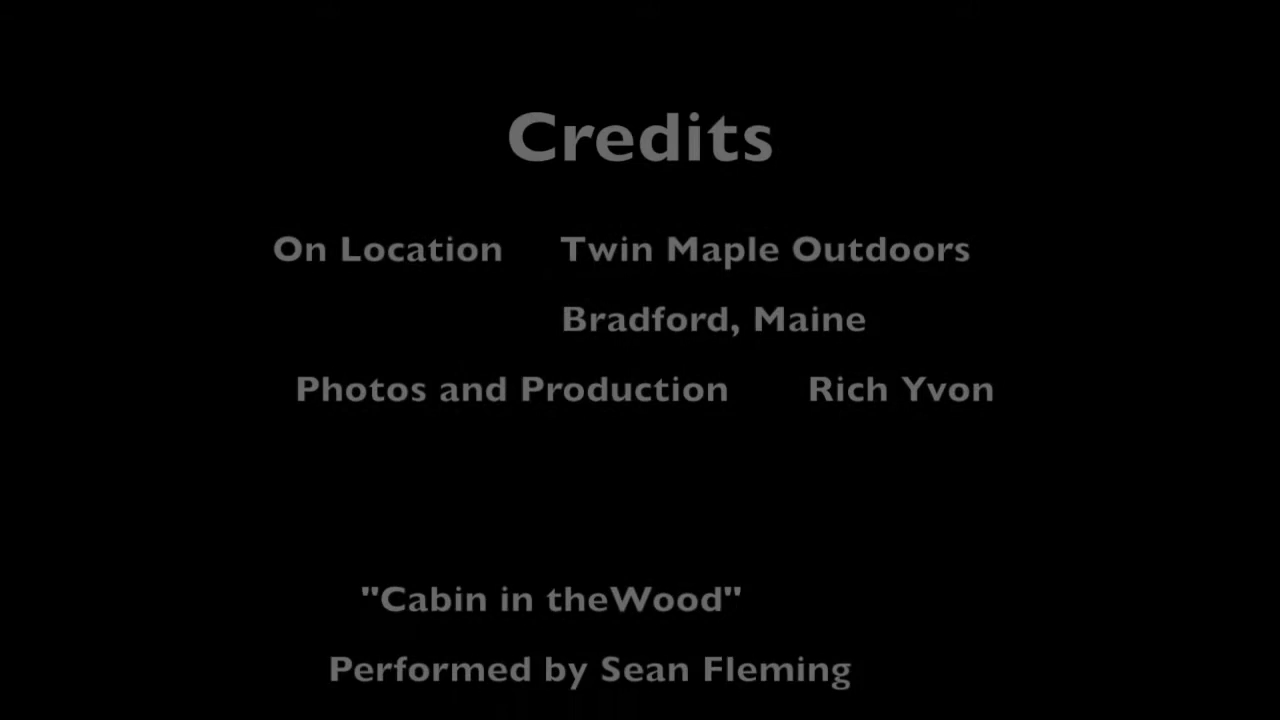 Credits
On Location Twin Maple Outdoors
Bradford, Maine
Photos and Production Rich Yvon
"Cabin in theWood"
Performed by Sean Fleming